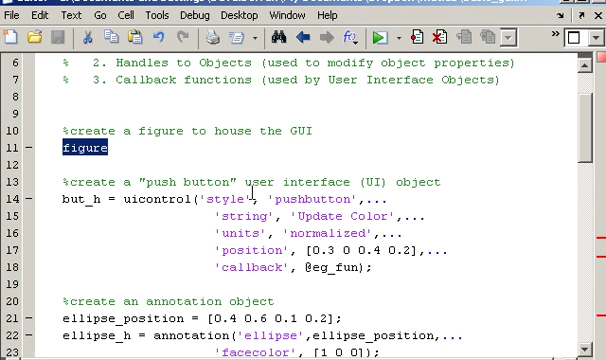 File Edit Text Go Cell Tools Debug Desktop Window Help
6 % 2. Handles to Objects (used to modify object properties)
7 % 3. Callback functions (used by User Interface Objects)
8
9
10 %create a figure to house the GUI
11 figure
12
13 %create a "push button" user interface (UI) object
14 but_h = uicontrol('style', 'pushbutton',...
15 'string', 'Update Color',...
16 'units', 'normalized',...
17 'position', [0.3 0 0.4 0.2],...
18 'callback', @eg_fun);
19
20 %create an annotation object
21 ellipse_position = [0.4 0.6 0.1 0.2];
22 ellipse_h = annotation('ellipse',ellipse_position,...
23 'facecolor', [1 0 0]);